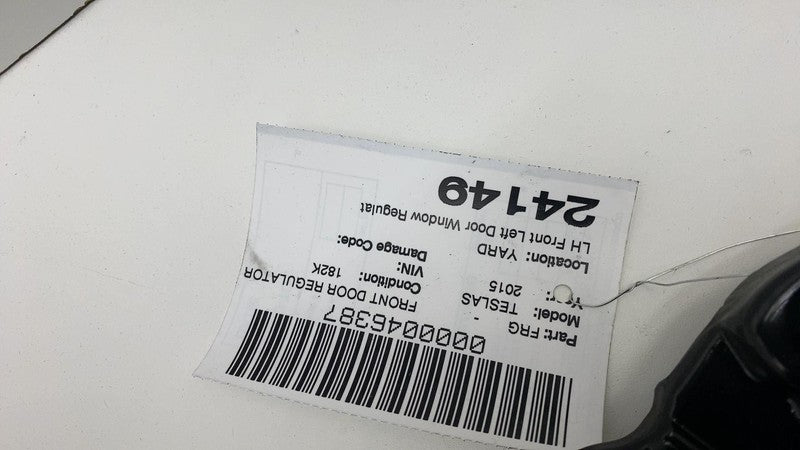 0000046387
Part: FRG - FRONT DOOR REGULATOR
Model: TESLAS Condition: 182K
Year: 2015 VIN:
Damage Code:
Location: YARD
LH Front Left Door Window Regulat
24149